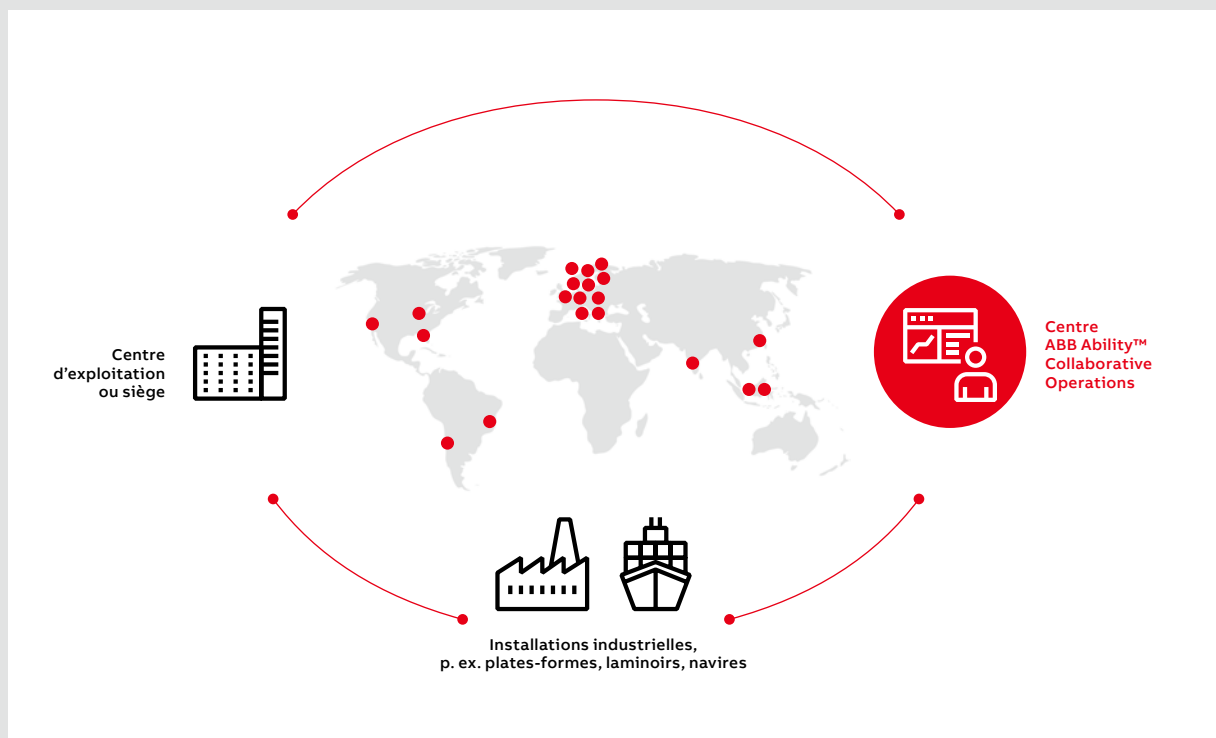 Centre
d’exploitation
ou siège
Centre
ABB Ability™
Collaborative
Operations
Installations industrielles,
p. ex. plates-formes, laminoirs, navires